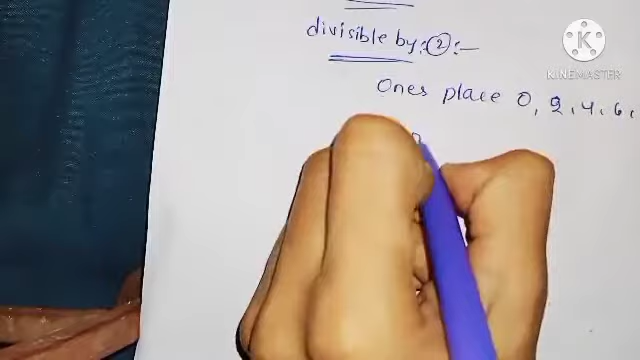 divisible by : 2 :-
Ones place 0, 2, 4, 6,
KINEMASTER